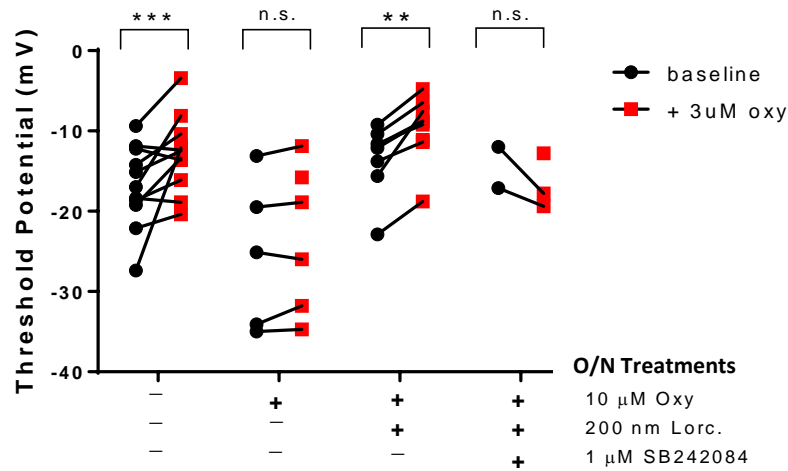 *** n.s. ** n.s.
0
-10
-20
-30
-40
Threshold Potential (mV)
baseline
+ 3uM oxy
O/N Treatments
– + + + 10 μM Oxy
– – + + 200 nm Lorc.
– – – + 1 μM SB242084